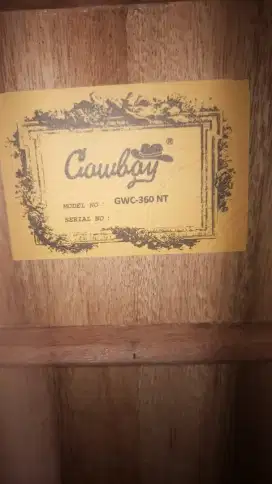 Cowboy ®
MODEL NO : GWC-360 NT
SERIAL NO :